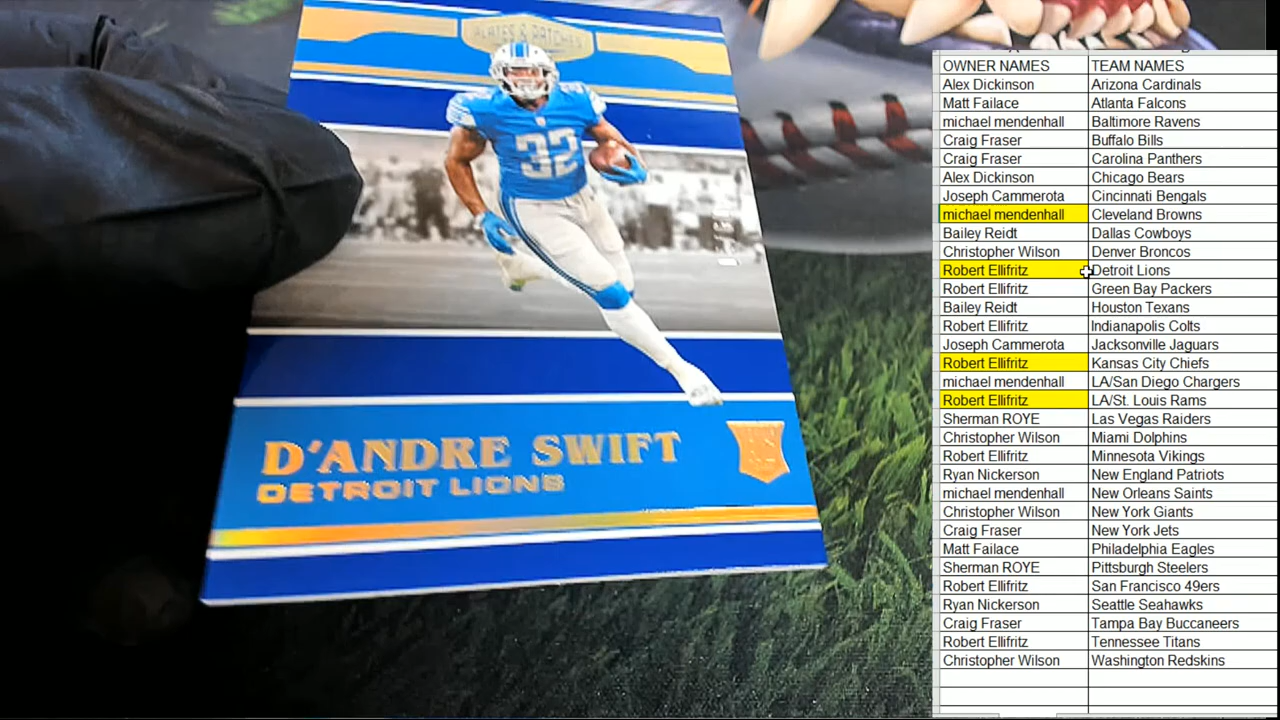 PLATES & PATCHES
32
D'ANDRE SWIFT
DETROIT LIONS
OWNER NAMES TEAM NAMES
Alex Dickinson Arizona Cardinals
Matt Failace Atlanta Falcons
michael mendenhall Baltimore Ravens
Craig Fraser Buffalo Bills
Craig Fraser Carolina Panthers
Alex Dickinson Chicago Bears
Joseph Cammerota Cincinnati Bengals
michael mendenhall Cleveland Browns
Bailey Reidt Dallas Cowboys
Christopher Wilson Denver Broncos
Robert Ellifritz Detroit Lions
Robert Ellifritz Green Bay Packers
Bailey Reidt Houston Texans
Robert Ellifritz Indianapolis Colts
Joseph Cammerota Jacksonville Jaguars
Robert Ellifritz Kansas City Chiefs
michael mendenhall LA/San Diego Chargers
Robert Ellifritz LA/St. Louis Rams
Sherman ROYE Las Vegas Raiders
Christopher Wilson Miami Dolphins
Robert Ellifritz Minnesota Vikings
Ryan Nickerson New England Patriots
michael mendenhall New Orleans Saints
Christopher Wilson New York Giants
Craig Fraser New York Jets
Matt Failace Philadelphia Eagles
Sherman ROYE Pittsburgh Steelers
Robert Ellifritz San Francisco 49ers
Ryan Nickerson Seattle Seahawks
Craig Fraser Tampa Bay Buccaneers
Robert Ellifritz Tennessee Titans
Christopher Wilson Washington Redskins